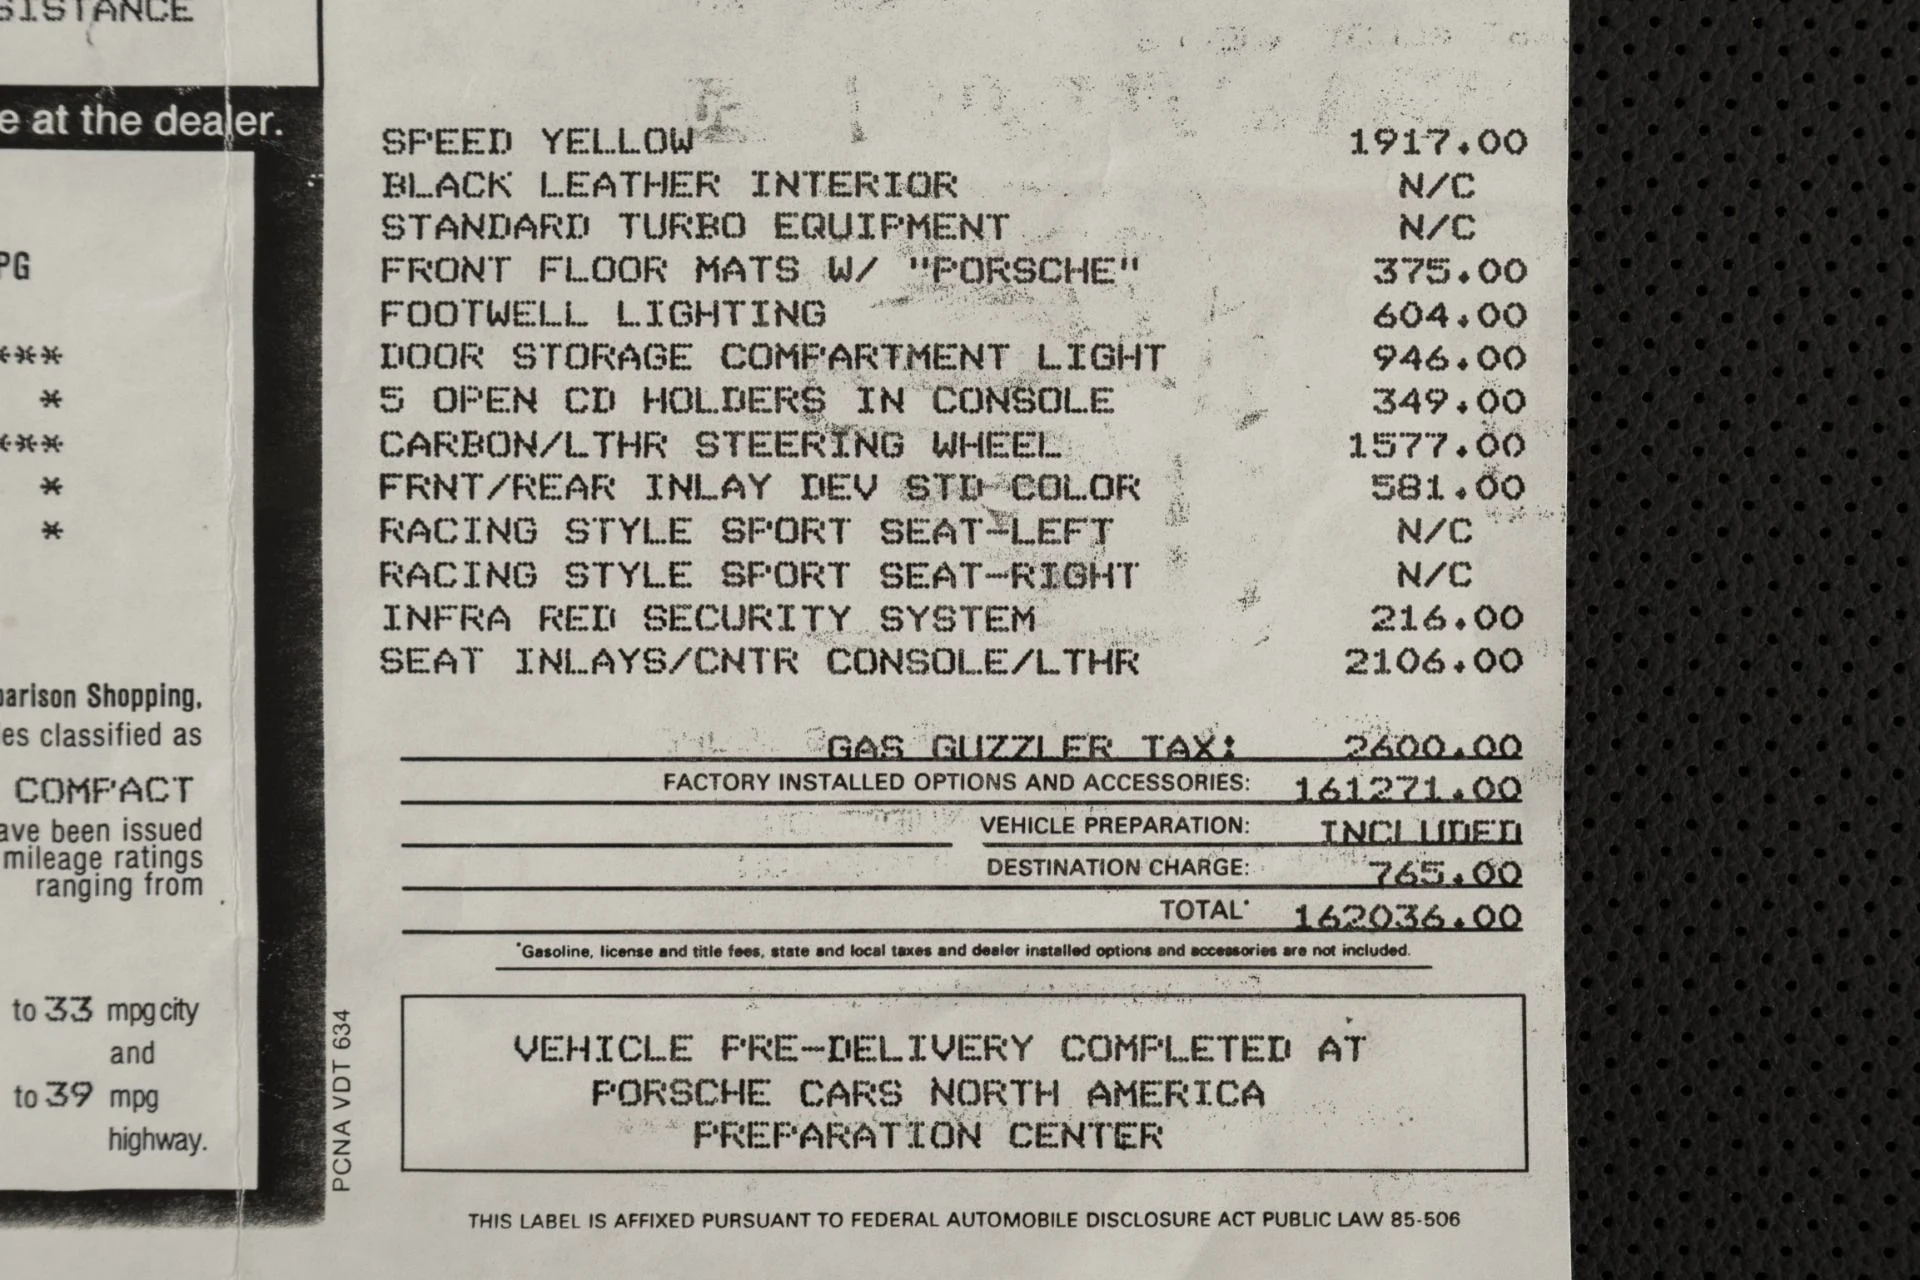 SISTANCE
e at the dealer.
PG
***
*
***
*
*
parison Shopping,
es classified as
COMPACT
ave been issued
mileage ratings
ranging from
to 33 mpg city
and
to 39 mpg
highway.
PCNA VDT 634
SPEED YELLOW 1917.00
BLACK LEATHER INTERIOR N/C
STANDARD TURBO EQUIPMENT N/C
FRONT FLOOR MATS W/ "PORSCHE" 375.00
FOOTWELL LIGHTING 604.00
DOOR STORAGE COMPARTMENT LIGHT 946.00
5 OPEN CD HOLDERS IN CONSOLE 349.00
CARBON/LTHR STEERING WHEEL 1577.00
FRNT/REAR INLAY DEV STD COLOR 581.00
RACING STYLE SPORT SEAT-LEFT N/C
RACING STYLE SPORT SEAT-RIGHT N/C
INFRA RED SECURITY SYSTEM 216.00
SEAT INLAYS/CNTR CONSOLE/LTHR 2106.00
GAS GUZZLER TAX: 2600.00
FACTORY INSTALLED OPTIONS AND ACCESSORIES: 161271.00
VEHICLE PREPARATION: INCLUDED
DESTINATION CHARGE: 765.00
TOTAL* 162036.00
*Gasoline, license and title fees, state and local taxes and dealer installed options and accessories are not included.
VEHICLE PRE-DELIVERY COMPLETED AT
PORSCHE CARS NORTH AMERICA
PREPARATION CENTER
THIS LABEL IS AFFIXED PURSUANT TO FEDERAL AUTOMOBILE DISCLOSURE ACT PUBLIC LAW 85-506